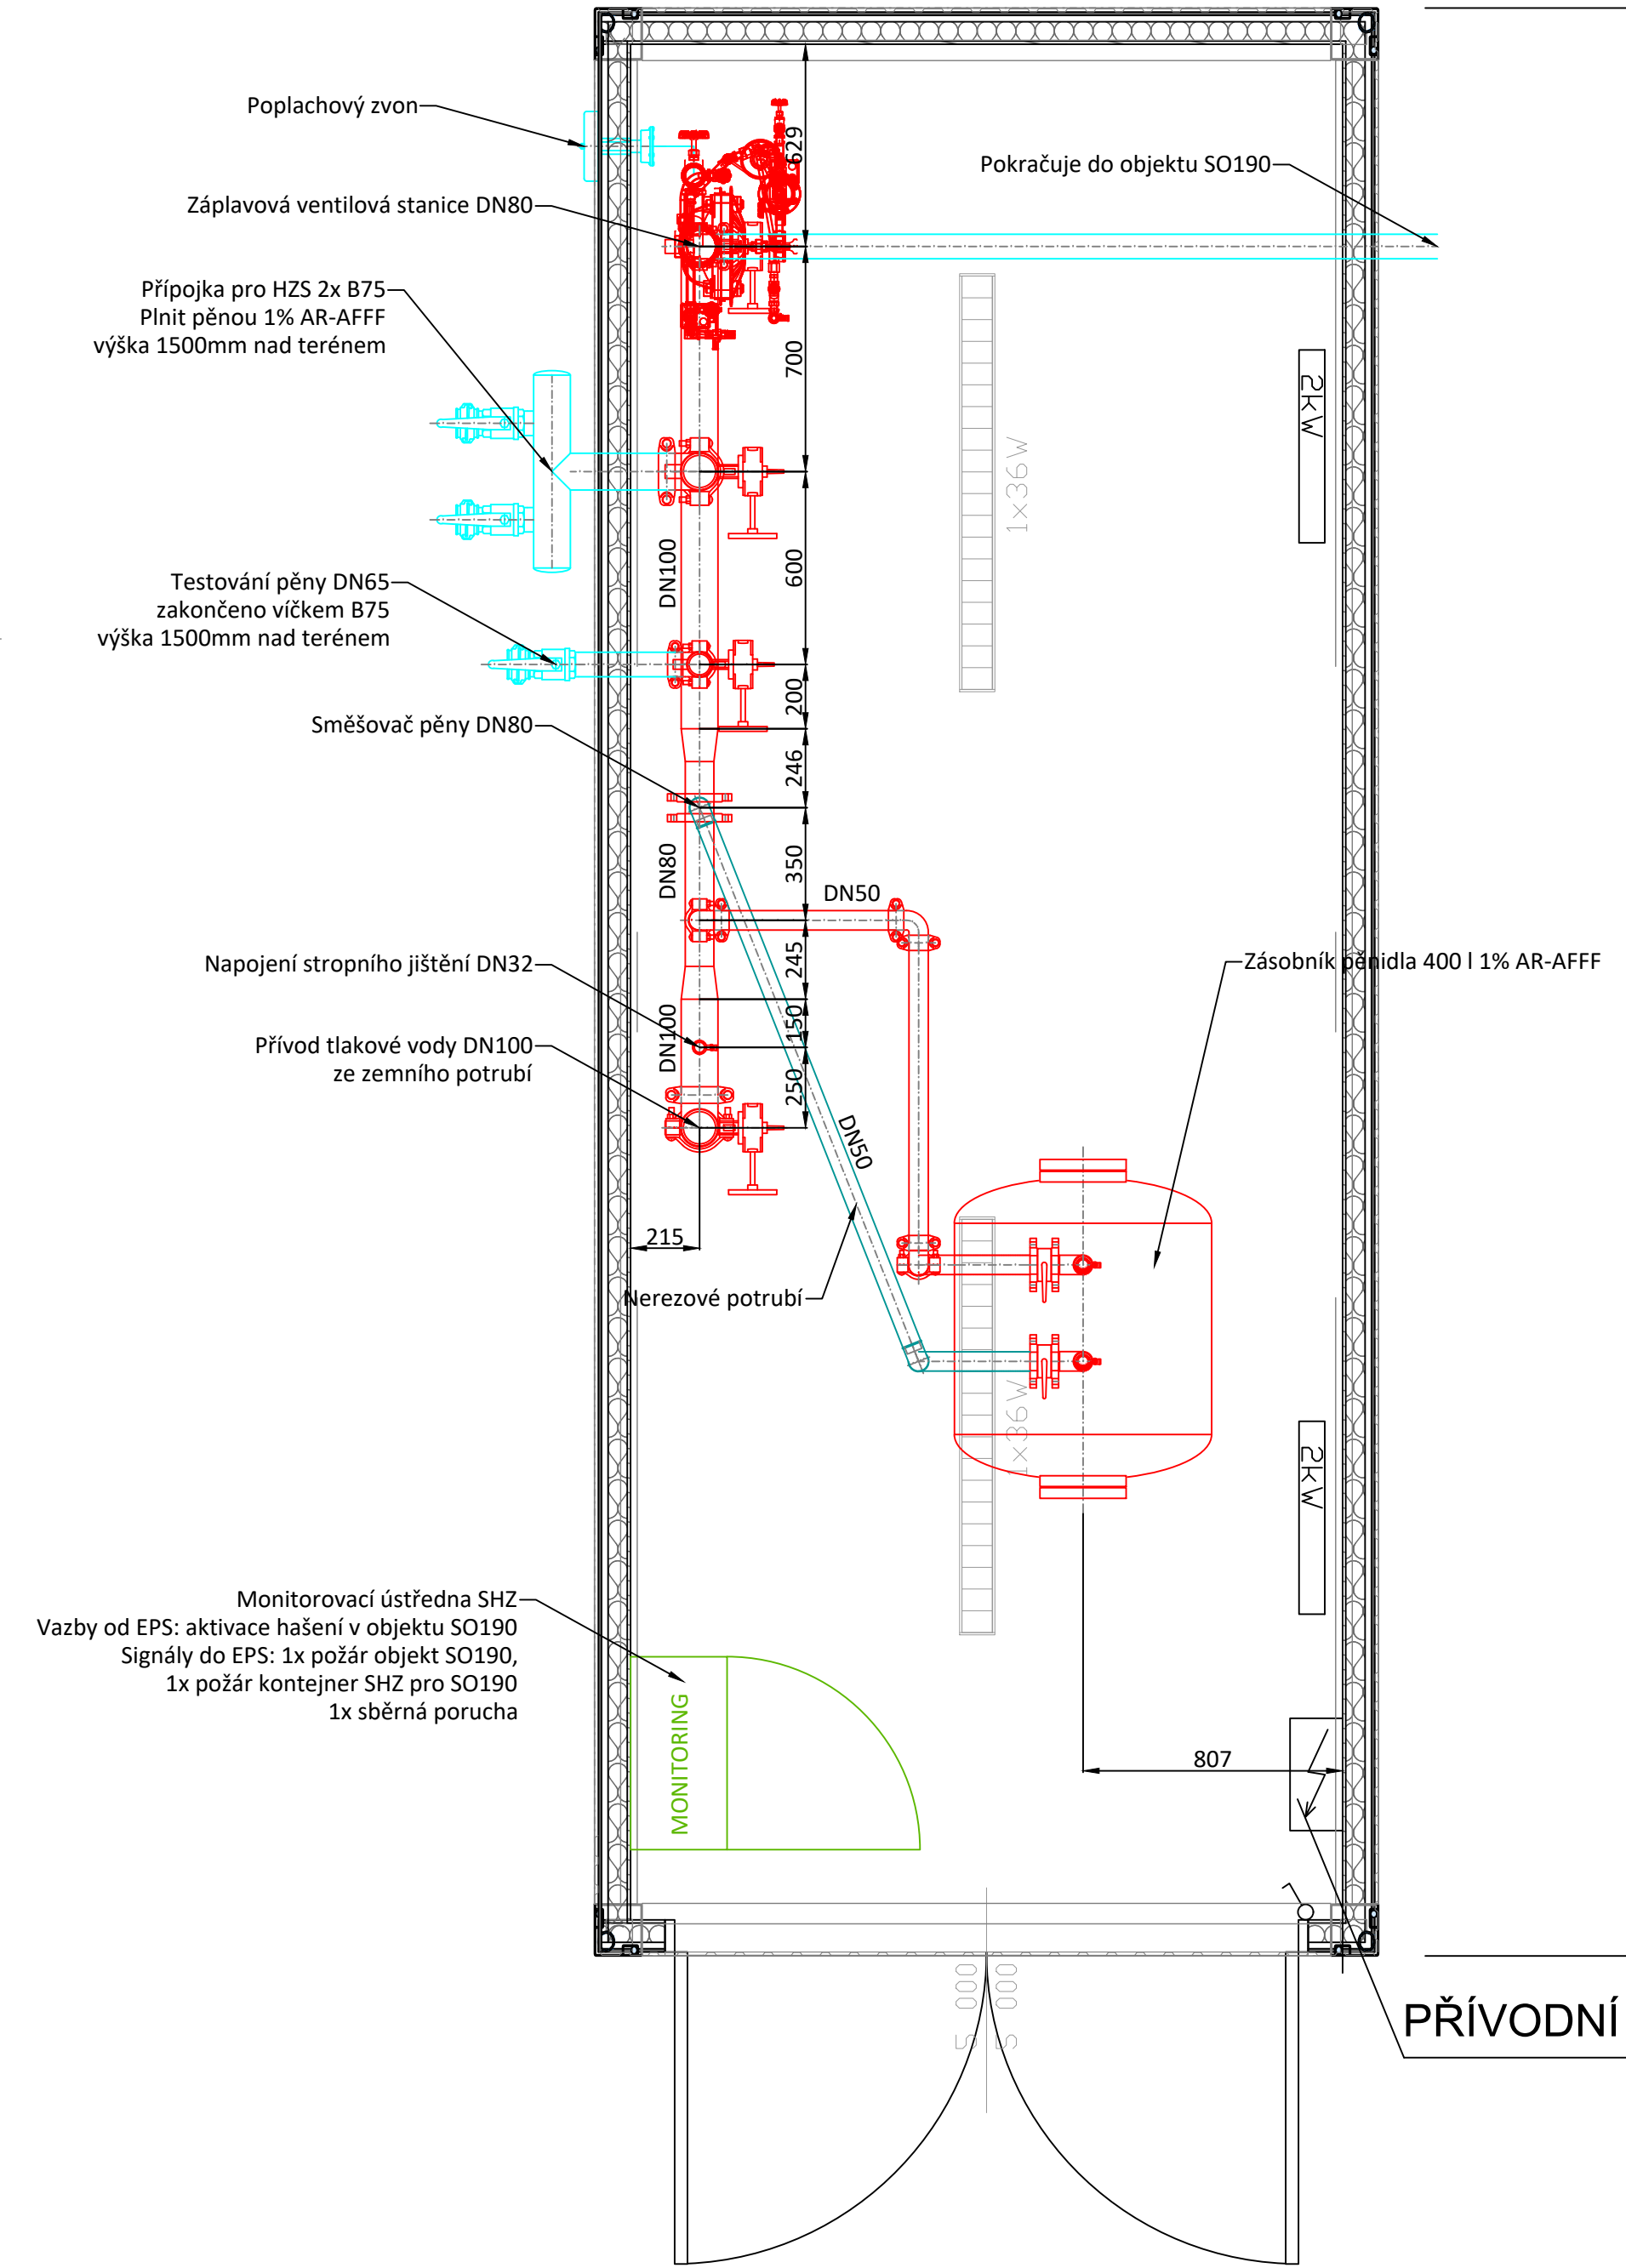 Poplachový zvon
629
Pokračuje do objektu SO190
Záplavová ventilová stanice DN80
Přípojka pro HZS 2x B75
Plnit pěnou 1% AR-AFFF
výška 1500mm nad terénem
700
2kW
1x36W
DN100
600
Testování pěny DN65
zakončeno víčkem B75
výška 1500mm nad terénem
200
Směšovač pěny DN80
246
DN80
350
DN50
Napojení stropního jištění DN32
245
Zásobník pěnidla 400 l 1% AR-AFFF
150
DN100
Přívod tlakové vody DN100
ze zemního potrubí
250
DN50
215
Nerezové potrubí
1x36W
2kW
Monitorovací ústředna SHZ
Vazby od EPS: aktivace hašení v objektu SO190
Signály do EPS: 1x požár objekt SO190,
1x požár kontejner SHZ pro SO190
1x sběrná porucha
MONITORING
807
5 000
5 000
PŘÍVODNÍ